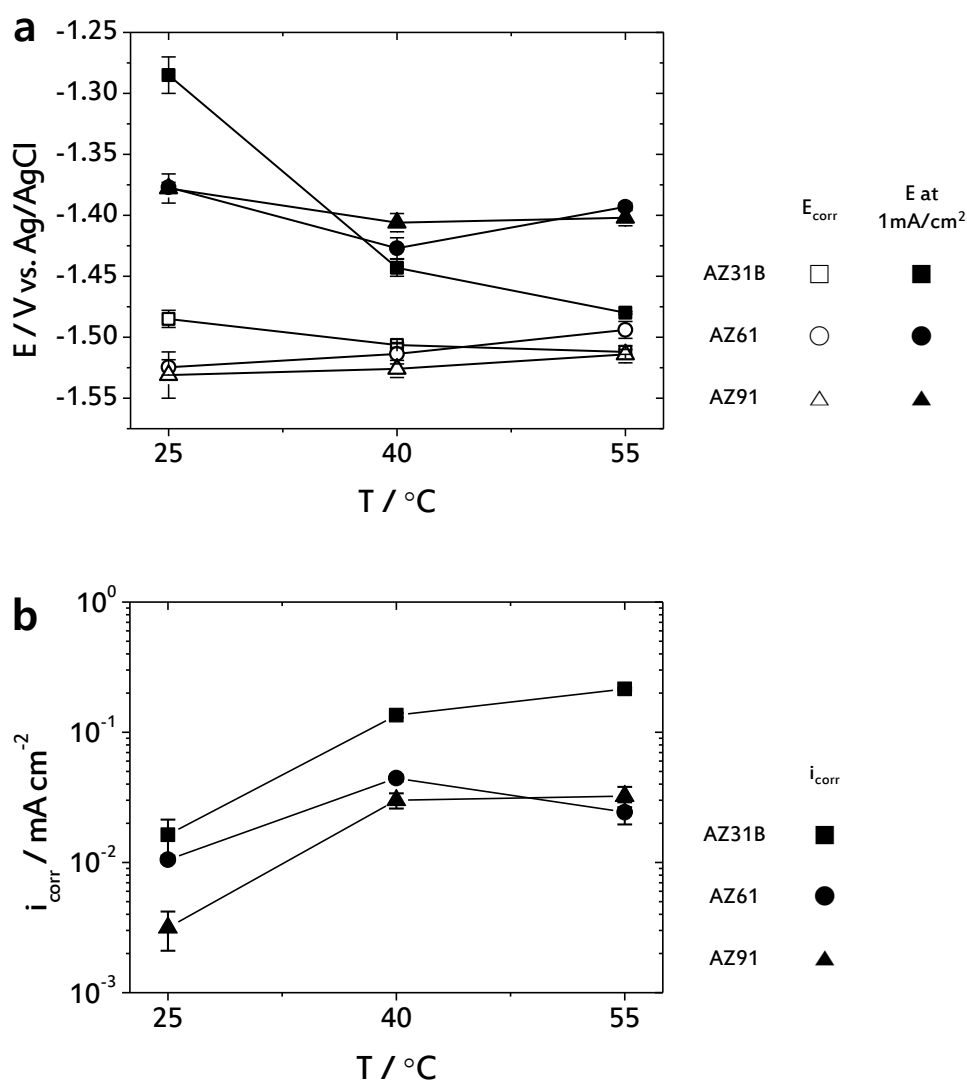 a
E / V vs. Ag/AgCl
-1.25
-1.30
-1.35
-1.40
-1.45
-1.50
-1.55
25 40 55
T / °C
E_corr E at 1mA/cm²
AZ31B
AZ61
AZ91
b
i_corr / mA cm⁻²
10⁰
10⁻¹
10⁻²
10⁻³
25 40 55
T / °C
i_corr
AZ31B
AZ61
AZ91